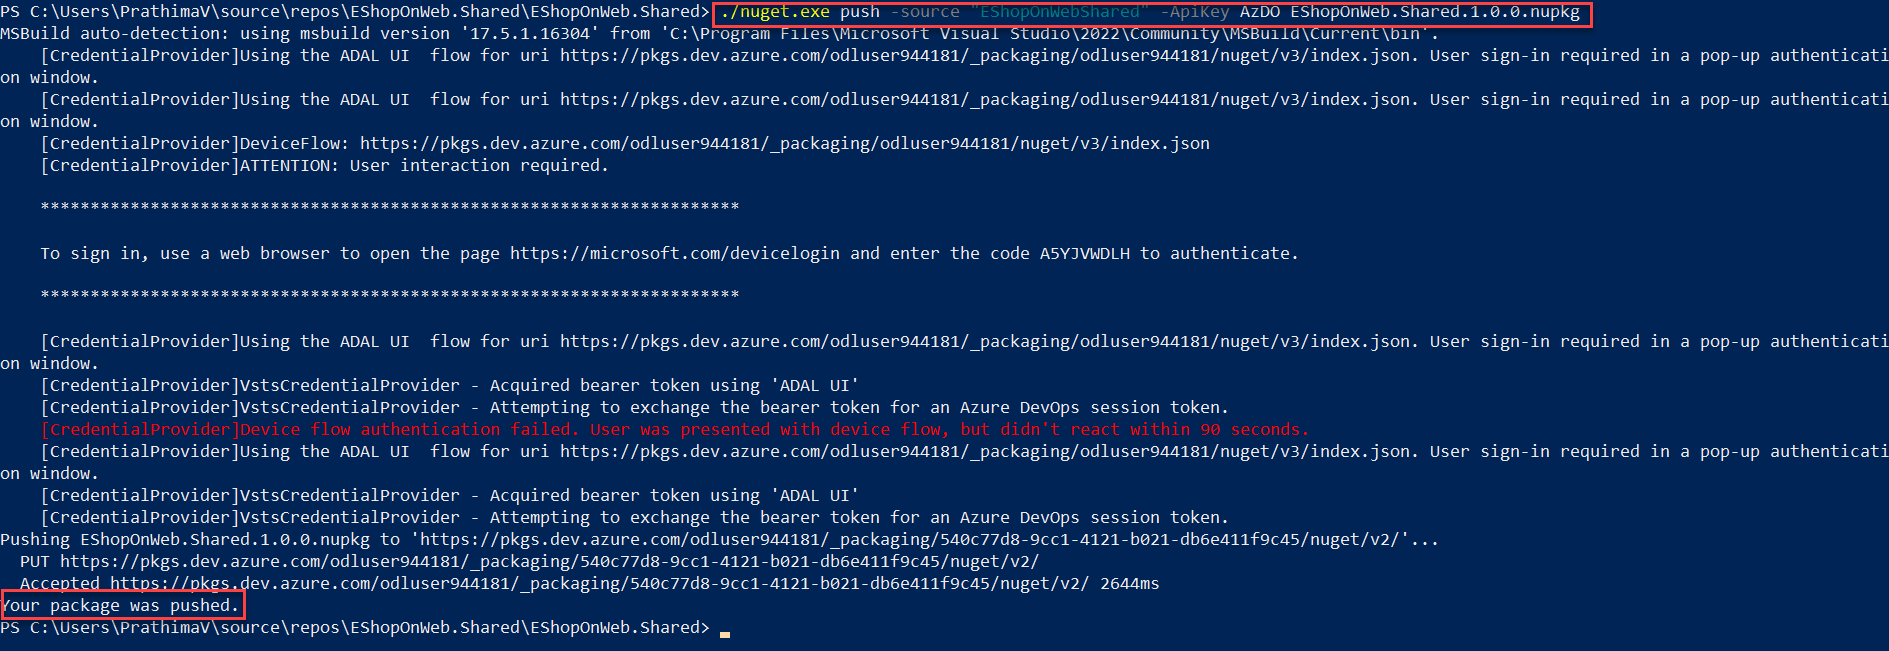 PS C:\Users\PrathimaV\source\repos\EShopOnWeb.Shared\EShopOnWeb.Shared> ./nuget.exe push -source "EShopOnWebShared" -ApiKey AzDO EShopOnWeb.Shared.1.0.0.nupkg
MSBuild auto-detection: using msbuild version '17.5.1.16304' from 'C:\Program Files\Microsoft Visual Studio\2022\Community\MSBuild\Current\bin'.
    [CredentialProvider]Using the ADAL UI  flow for uri https://pkgs.dev.azure.com/odluser944181/_packaging/odluser944181/nuget/v3/index.json. User sign-in required in a pop-up authenticati
on window.
    [CredentialProvider]Using the ADAL UI  flow for uri https://pkgs.dev.azure.com/odluser944181/_packaging/odluser944181/nuget/v3/index.json. User sign-in required in a pop-up authenticati
on window.
    [CredentialProvider]DeviceFlow: https://pkgs.dev.azure.com/odluser944181/_packaging/odluser944181/nuget/v3/index.json
    [CredentialProvider]ATTENTION: User interaction required.
    **********************************************************************
    To sign in, use a web browser to open the page https://microsoft.com/devicelogin and enter the code A5YJVWDLH to authenticate.
    **********************************************************************
    [CredentialProvider]Using the ADAL UI  flow for uri https://pkgs.dev.azure.com/odluser944181/_packaging/odluser944181/nuget/v3/index.json. User sign-in required in a pop-up authenticati
on window.
    [CredentialProvider]VstsCredentialProvider - Acquired bearer token using 'ADAL UI'
    [CredentialProvider]VstsCredentialProvider - Attempting to exchange the bearer token for an Azure DevOps session token.
    [CredentialProvider]Device flow authentication failed. User was presented with device flow, but didn't react within 90 seconds.
    [CredentialProvider]Using the ADAL UI  flow for uri https://pkgs.dev.azure.com/odluser944181/_packaging/odluser944181/nuget/v3/index.json. User sign-in required in a pop-up authenticati
on window.
    [CredentialProvider]VstsCredentialProvider - Acquired bearer token using 'ADAL UI'
    [CredentialProvider]VstsCredentialProvider - Attempting to exchange the bearer token for an Azure DevOps session token.
Pushing EShopOnWeb.Shared.1.0.0.nupkg to 'https://pkgs.dev.azure.com/odluser944181/_packaging/540c77d8-9cc1-4121-b021-db6e411f9c45/nuget/v2/'...
  PUT https://pkgs.dev.azure.com/odluser944181/_packaging/540c77d8-9cc1-4121-b021-db6e411f9c45/nuget/v2/
  Accepted https://pkgs.dev.azure.com/odluser944181/_packaging/540c77d8-9cc1-4121-b021-db6e411f9c45/nuget/v2/ 2644ms
Your package was pushed.
PS C:\Users\PrathimaV\source\repos\EShopOnWeb.Shared\EShopOnWeb.Shared>